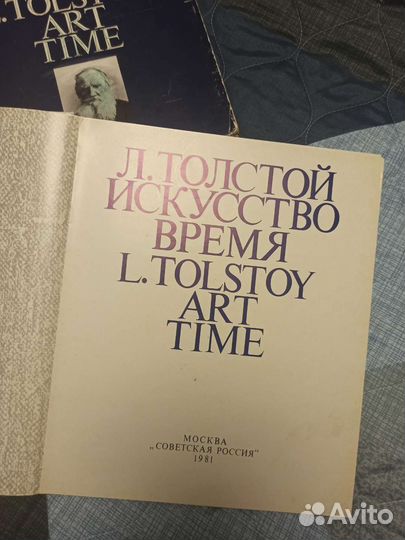 L.TOLST
ART
TIME
Л.ТОЛСТОЙ
ИСКУССТВО
ВРЕМЯ
L.TOLSTOY
ART
TIME
МОСКВА
„СОВЕТСКАЯ РОССИЯ"
1981
Avito